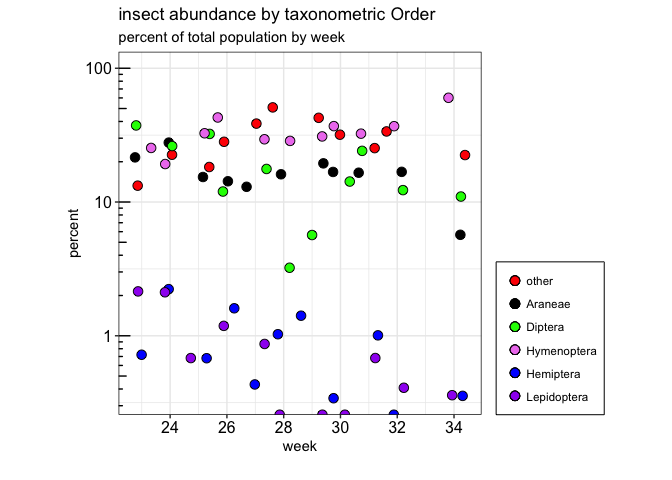 insect abundance by taxonometric Order
percent of total population by week
100
10
1
percent
24 26 28 30 32 34
week
other
Araneae
Diptera
Hymenoptera
Hemiptera
Lepidoptera